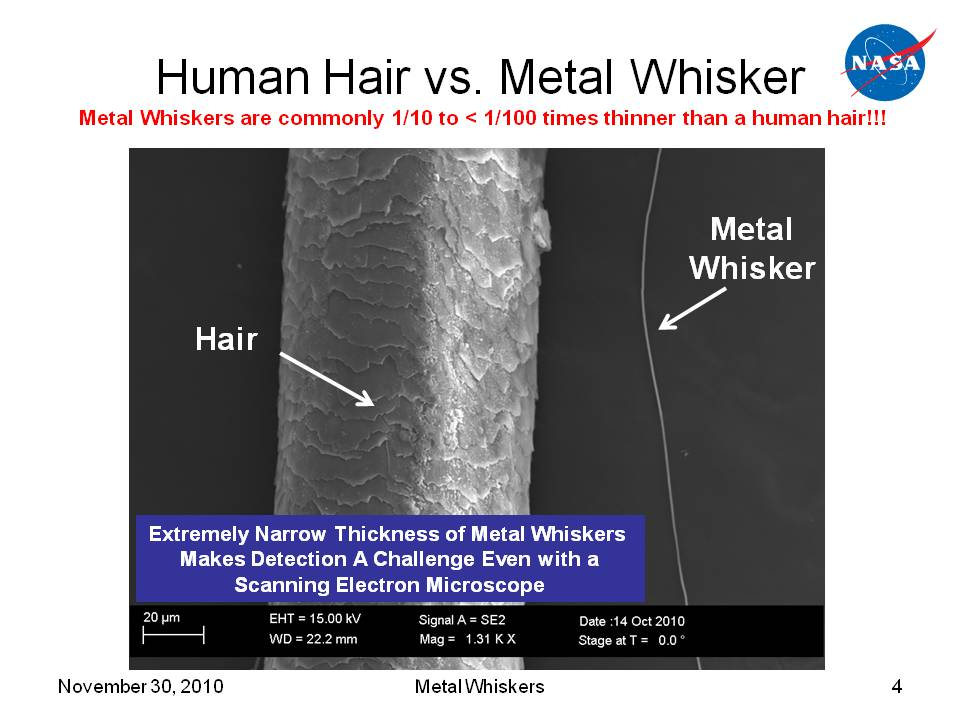 NASA
Human Hair vs. Metal Whisker
Metal Whiskers are commonly 1/10 to < 1/100 times thinner than a human hair!!!
Metal
Whisker
Hair
Extremely Narrow Thickness of Metal Whiskers
Makes Detection A Challenge Even with a
Scanning Electron Microscope
20 µm
EHT = 15.00 kV
Signal A = SE2
Date :14 Oct 2010
WD = 22.2 mm
Mag = 1.31 K X
Stage at T = 0.0 °
November 30, 2010
Metal Whiskers
4